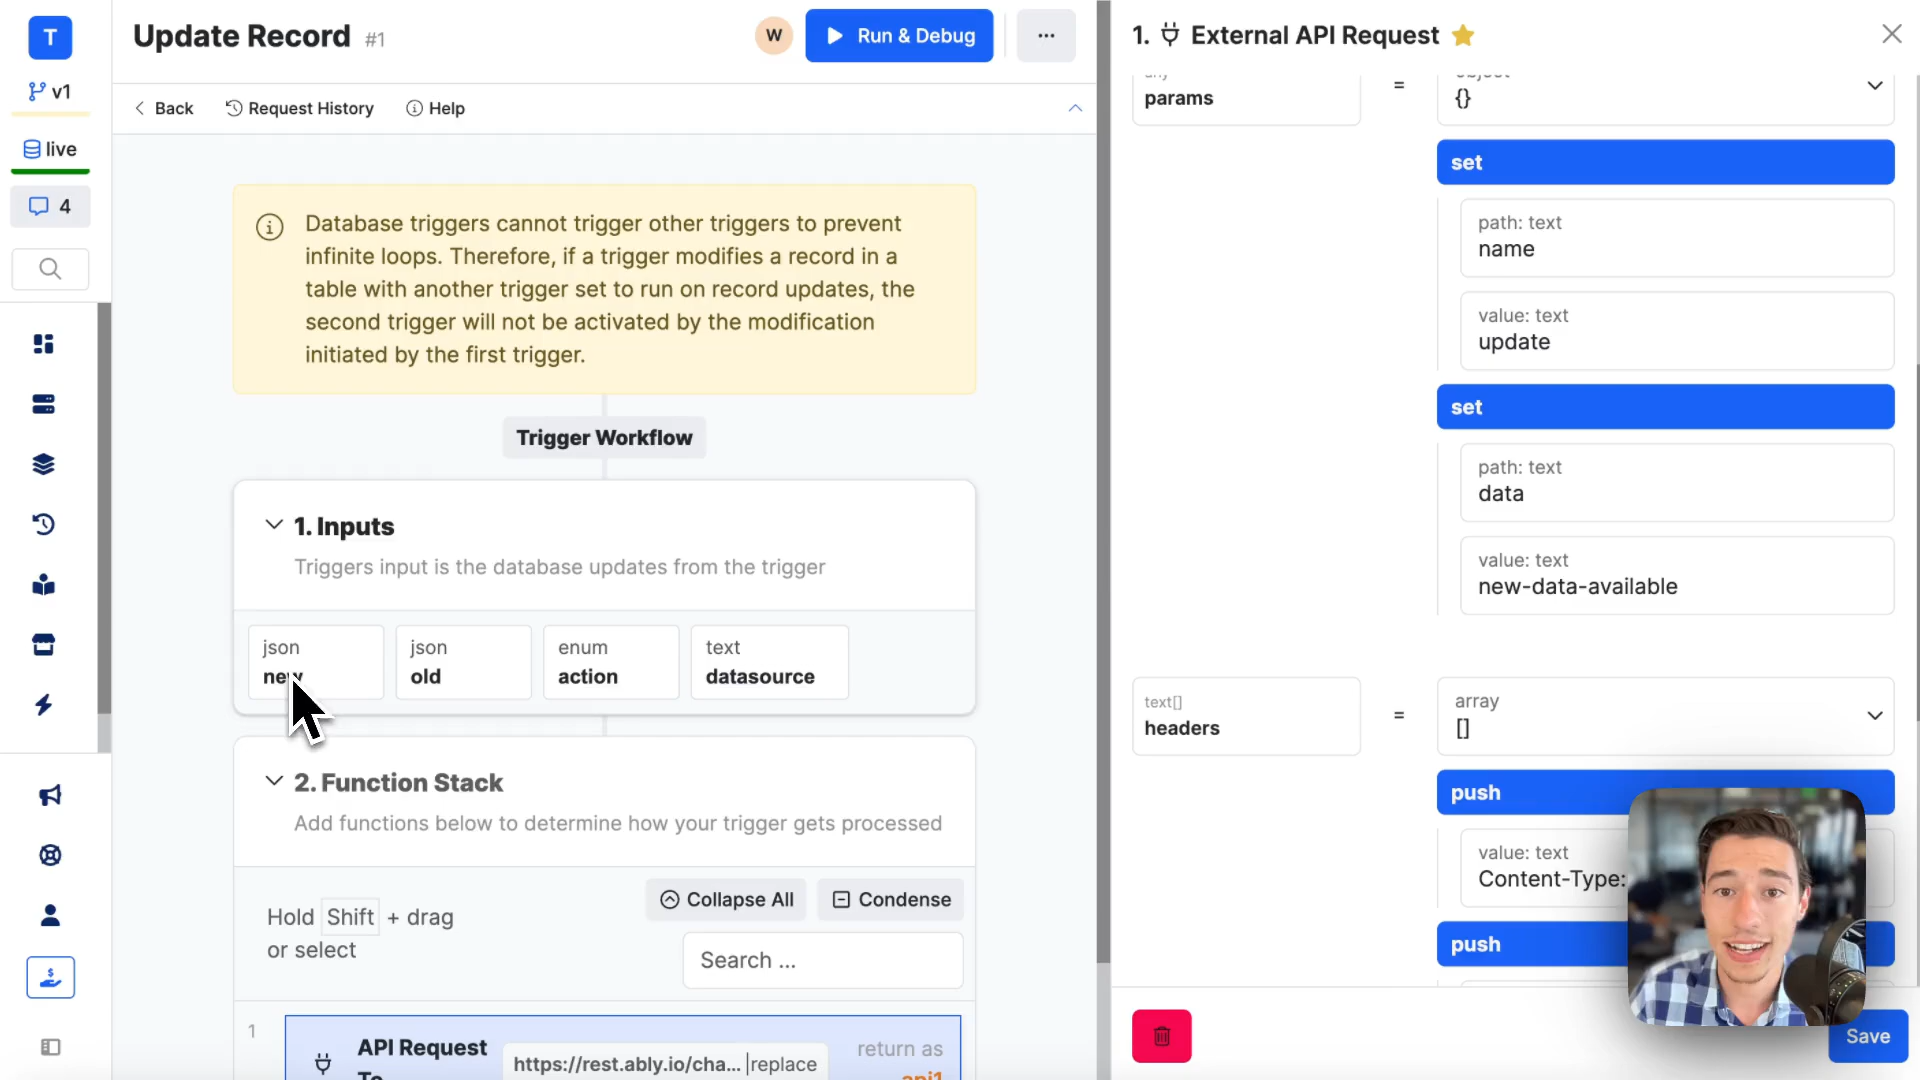 T
v1
live
4
Update Record #1
W
Run & Debug
...
Back
Request History
Help
Database triggers cannot trigger other triggers to prevent
infinite loops. Therefore, if a trigger modifies a record in a
table with another trigger set to run on record updates, the
second trigger will not be activated by the modification
initiated by the first trigger.
Trigger Workflow
1. Inputs
Triggers input is the database updates from the trigger
json
new
json
old
enum
action
text
datasource
2. Function Stack
Add functions below to determine how your trigger gets processed
Hold Shift + drag
or select
Collapse All
Condense
Search ...
1
API Request
To
https://rest.ably.io/cha... |replace
return as
api1
1. External API Request
any
params
=
object
{}
set
path: text
name
value: text
update
set
path: text
data
value: text
new-data-available
text[]
headers
=
array
[]
push
value: text
Content-Type:
push
Save